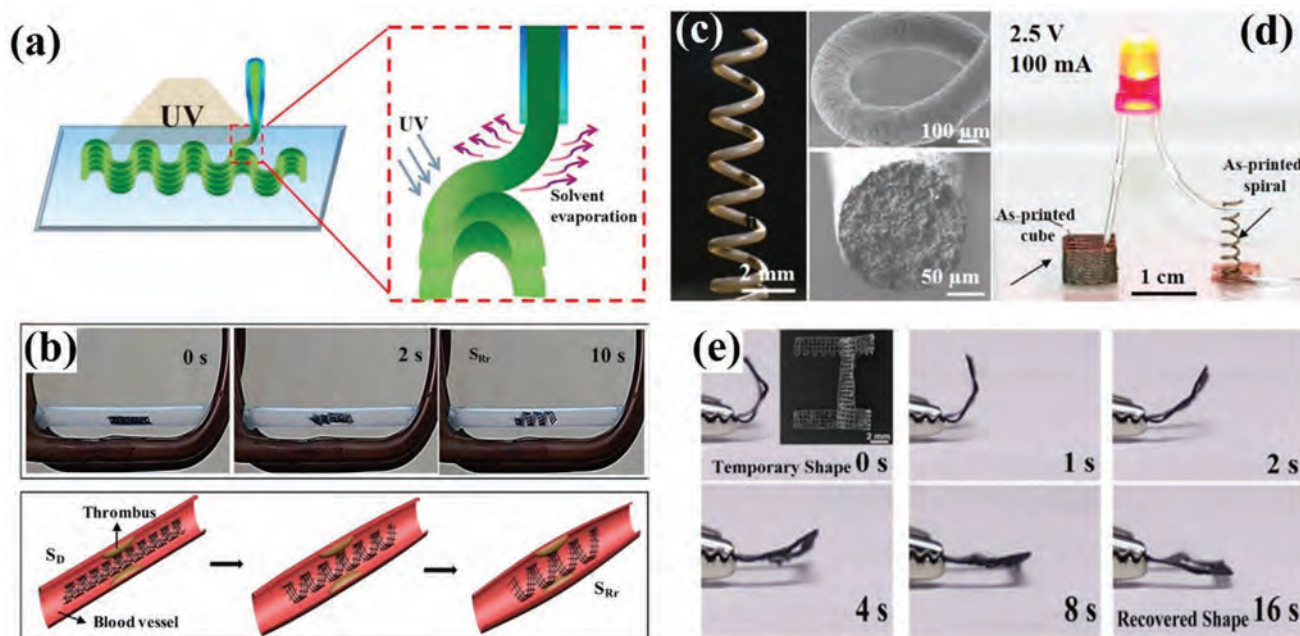 (a)
UV
UV
Solvent
evaporation
(b)
0 s
2 s
S_Rr
10 s
Thrombus
S_D
S_Rr
Blood vessel
(c)
2 mm
100 µm
50 µm
2.5 V
100 mA
(d)
As-printed
spiral
As-printed
cube
1 cm
(e)
2 mm
Temporary Shape 0 s
1 s
2 s
4 s
8 s
Recovered Shape 16 s